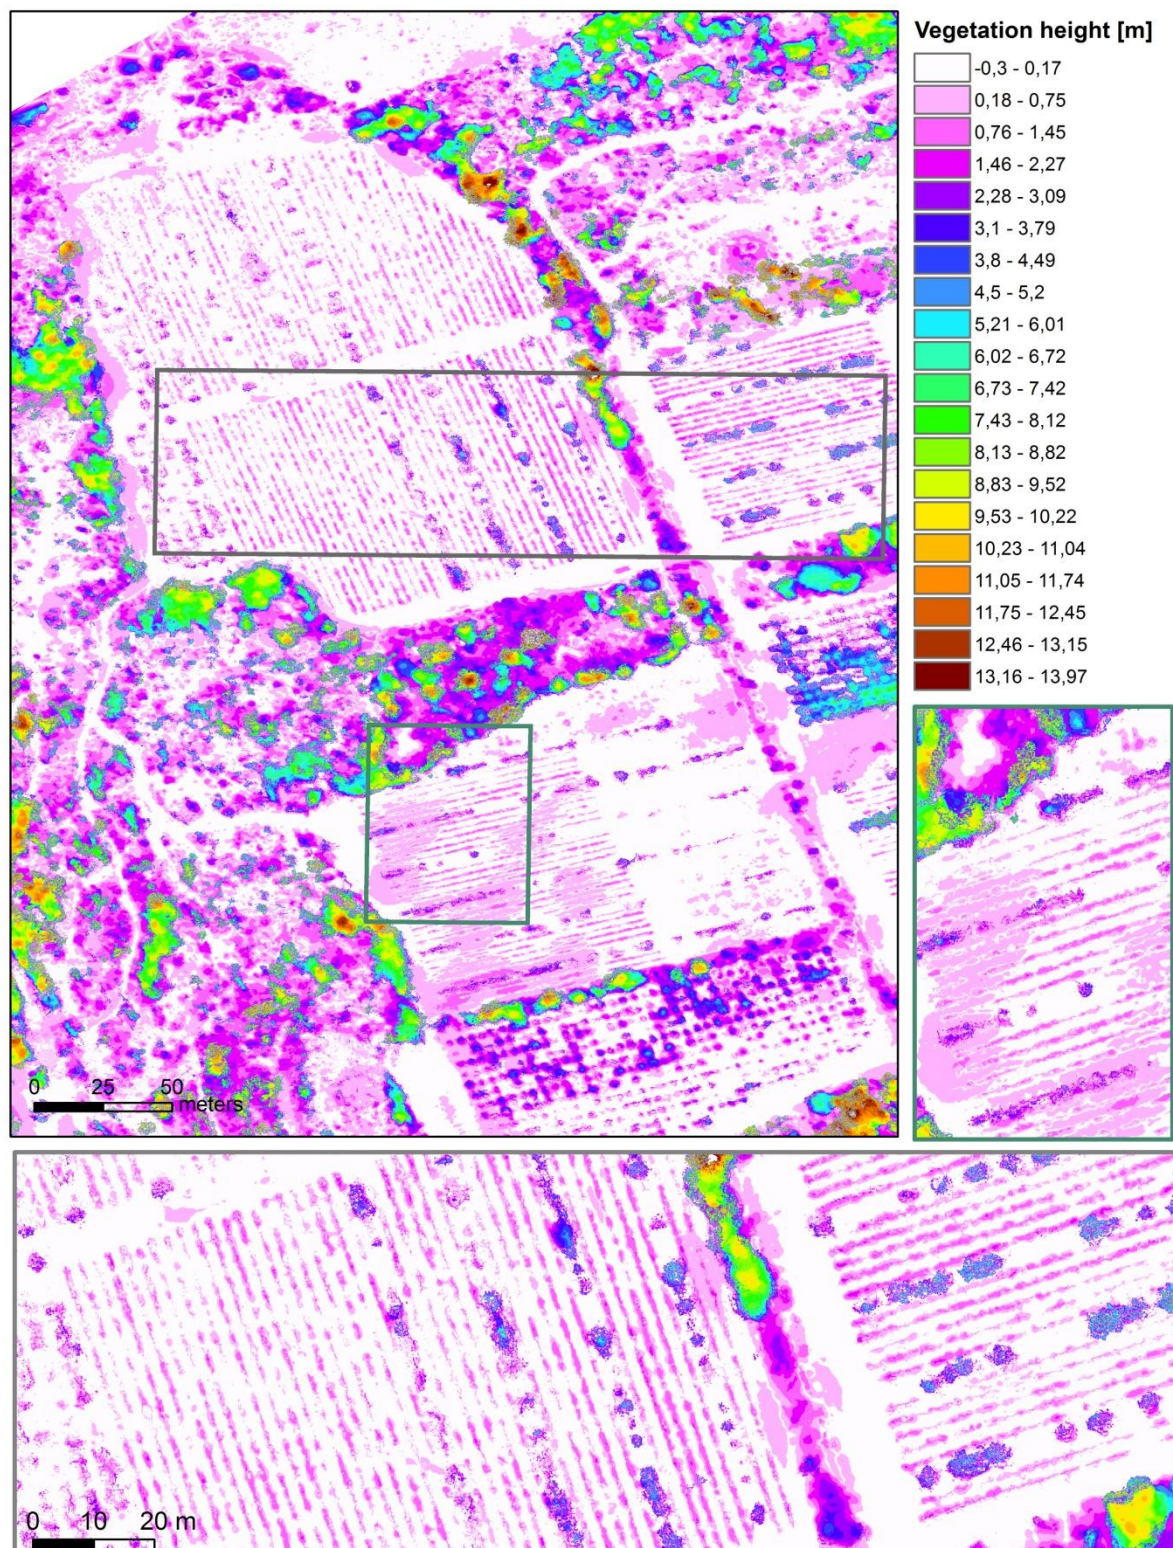 Vegetation height [m]
-0,3 - 0,17
0,18 - 0,75
0,76 - 1,45
1,46 - 2,27
2,28 - 3,09
3,1 - 3,79
3,8 - 4,49
4,5 - 5,2
5,21 - 6,01
6,02 - 6,72
6,73 - 7,42
7,43 - 8,12
8,13 - 8,82
8,83 - 9,52
9,53 - 10,22
10,23 - 11,04
11,05 - 11,74
11,75 - 12,45
12,46 - 13,15
13,16 - 13,97
0 25 50
meters
0 10 20 m